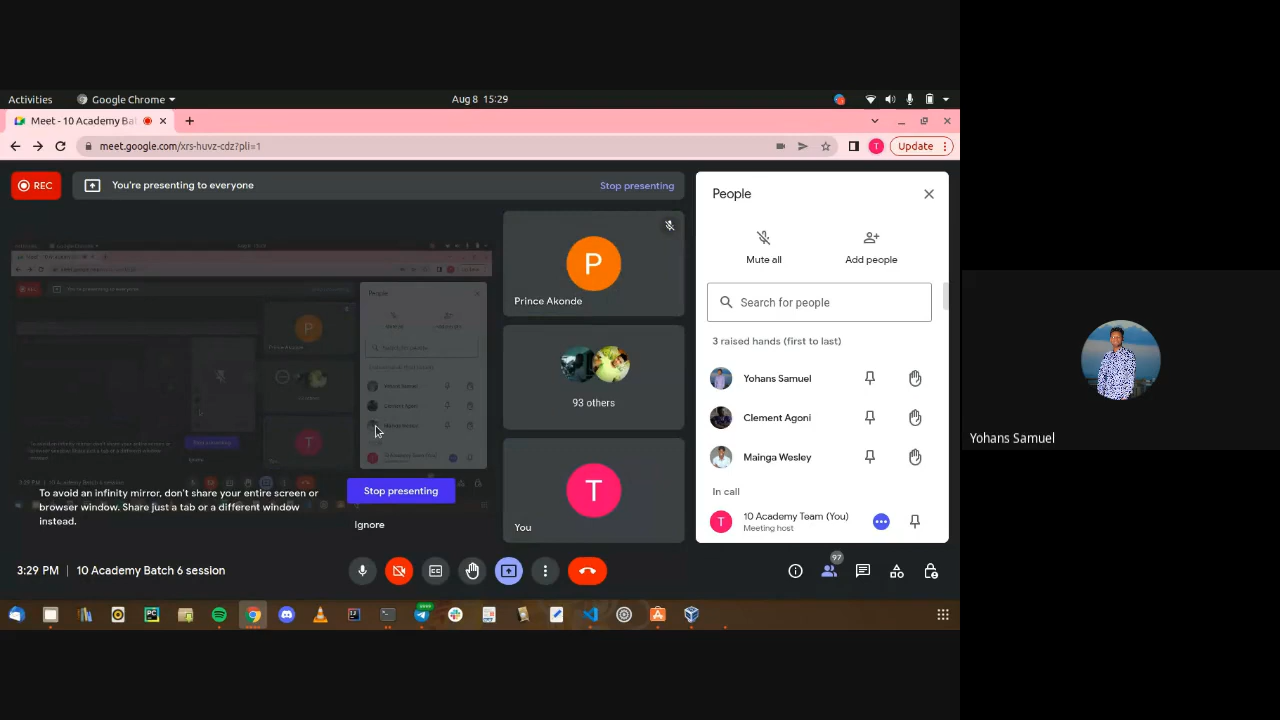 Activities
Google Chrome
Aug 8 15:29
Meet - 10 Academy Ba
meet.google.com/xrs-huvz-cdz?pli=1
T
Update
REC
You're presenting to everyone
Stop presenting
People
Mute all
Add people
Search for people
3 raised hands (first to last)
Yohans Samuel
Clement Agoni
Mainga Wesley
In call
10 Academy Team (You)
Meeting host
T
P
Prince Akonde
93 others
T
You
To avoid an infinity mirror, don't share your entire screen or
browser window. Share just a tab or a different window
instead.
Stop presenting
Ignore
3:29 PM | 10 Academy Batch 6 session
97
Yohans Samuel